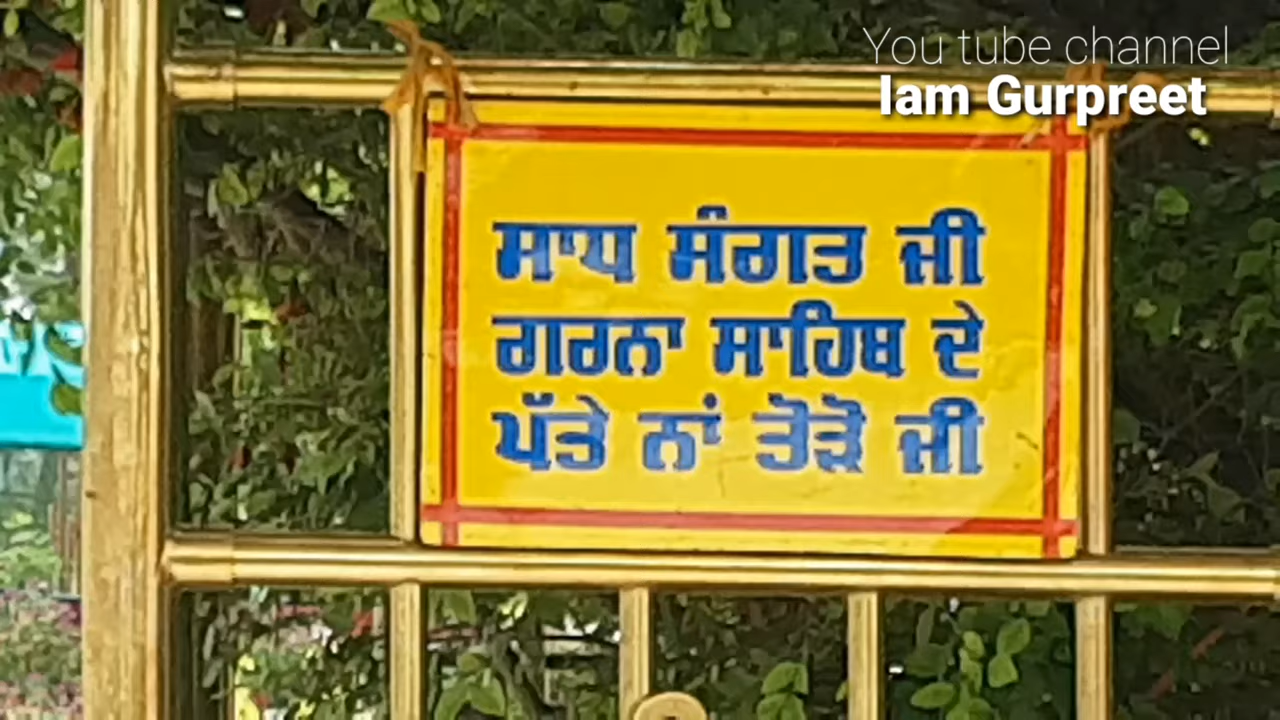 You tube channel
Iam Gurpreet
ਸਾਧ ਸੰਗਤ ਜੀ
ਗਰਨਾ ਸਾਹਿਬ ਦੇ
ਪੱਤੇ ਨਾਂ ਤੋੜੋ ਜੀ